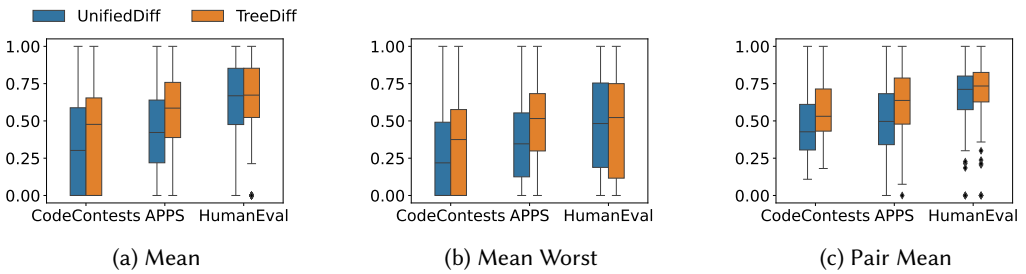 UnifiedDiff TreeDiff
1.00 1.00 1.00
0.75 0.75 0.75
0.50 0.50 0.50
0.25 0.25 0.25
0.00 0.00 0.00
CodeContests APPS HumanEval CodeContests APPS HumanEval CodeContests APPS HumanEval
(a) Mean (b) Mean Worst (c) Pair Mean